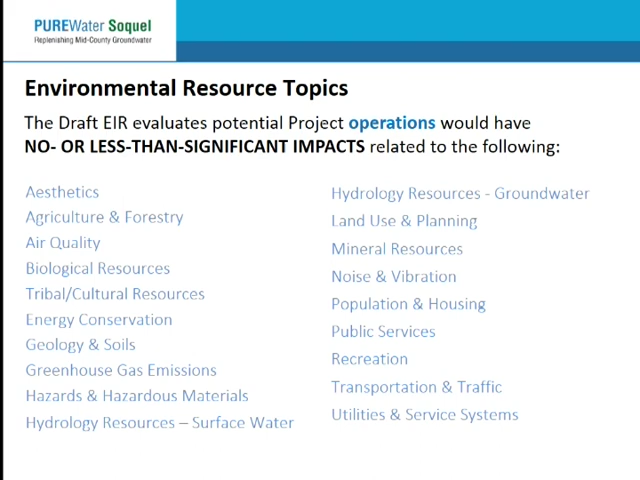 PUREWater Soquel
Replenishing Mid-County Groundwater
Environmental Resource Topics
The Draft EIR evaluates potential Project operations would have
NO- OR LESS-THAN-SIGNIFICANT IMPACTS related to the following:
Aesthetics
Agriculture & Forestry
Air Quality
Biological Resources
Tribal/Cultural Resources
Energy Conservation
Geology & Soils
Greenhouse Gas Emissions
Hazards & Hazardous Materials
Hydrology Resources – Surface Water
Hydrology Resources - Groundwater
Land Use & Planning
Mineral Resources
Noise & Vibration
Population & Housing
Public Services
Recreation
Transportation & Traffic
Utilities & Service Systems